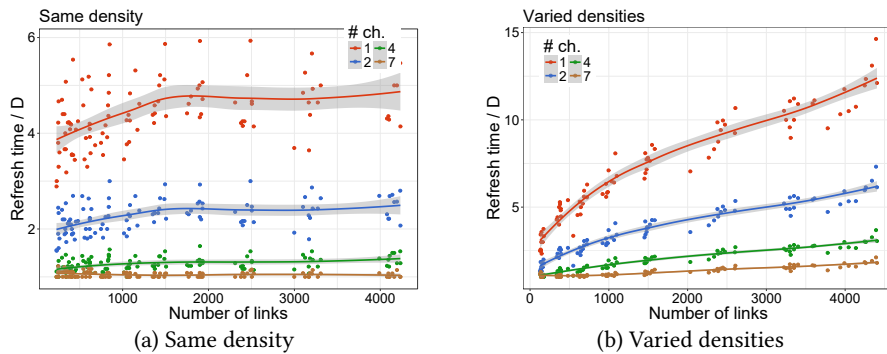 Same density
# ch.
1 4
2 7
Refresh time / D
6
4
2
1000 2000 3000 4000
Number of links
(a) Same density
Varied densities
# ch.
1 4
2 7
Refresh time / D
15
10
5
0 1000 2000 3000 4000
Number of links
(b) Varied densities